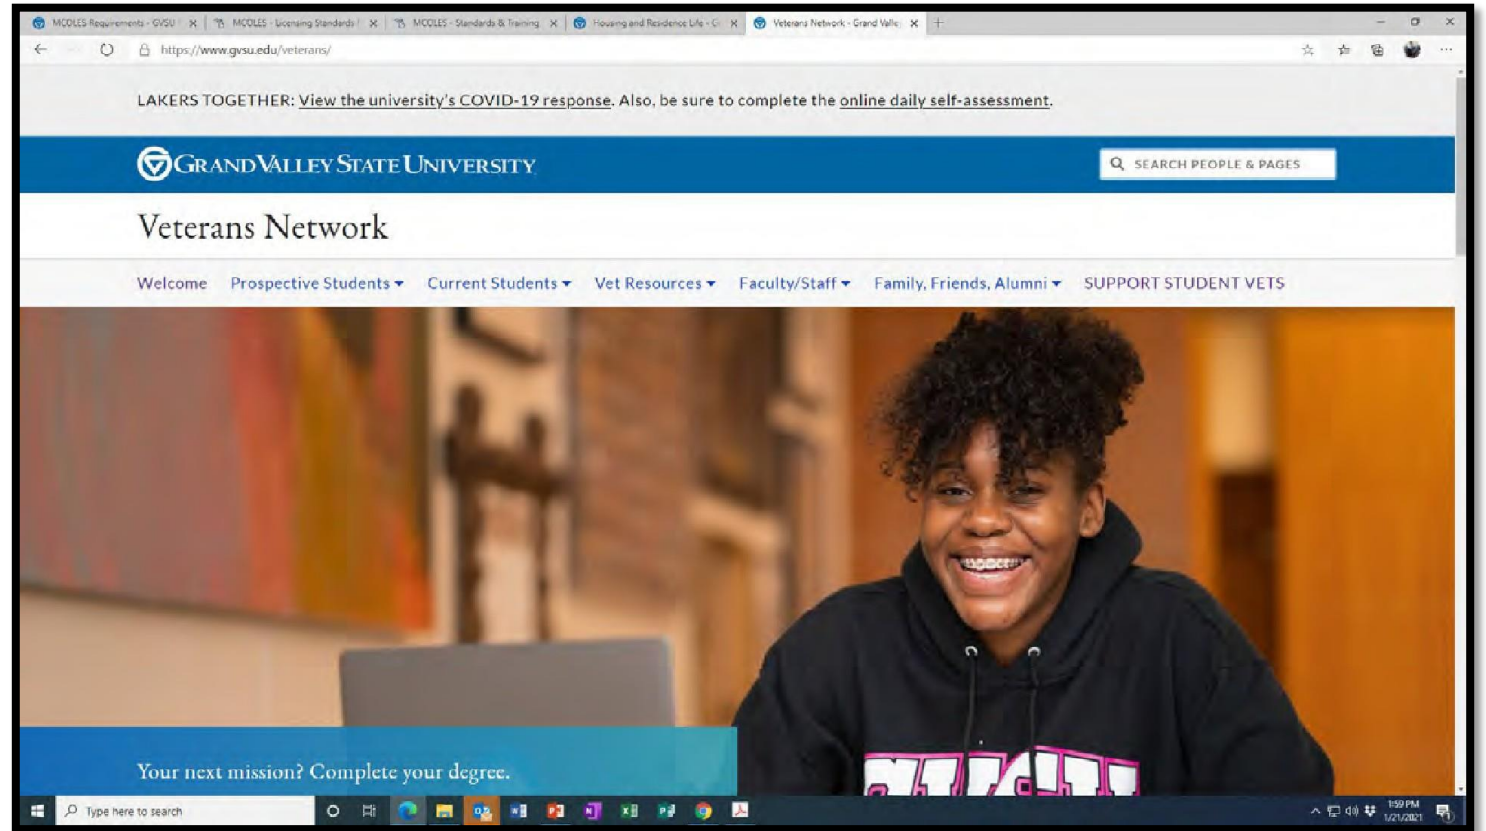 MCOLES Requirements - GVSU
MCOLES - Licensing Standards
MCOLES - Standards & Training
Housing and Residence Life - G
Veterans Network - Grand Valle
https://www.gvsu.edu/veterans/
LAKERS TOGETHER: View the university's COVID-19 response. Also, be sure to complete the online daily self-assessment.
GRAND VALLEY STATE UNIVERSITY
SEARCH PEOPLE & PAGES
Veterans Network
Welcome Prospective Students Current Students Vet Resources Faculty/Staff Family, Friends, Alumni SUPPORT STUDENT VETS
Your next mission? Complete your degree.
Type here to search
1:59 PM
1/21/2021